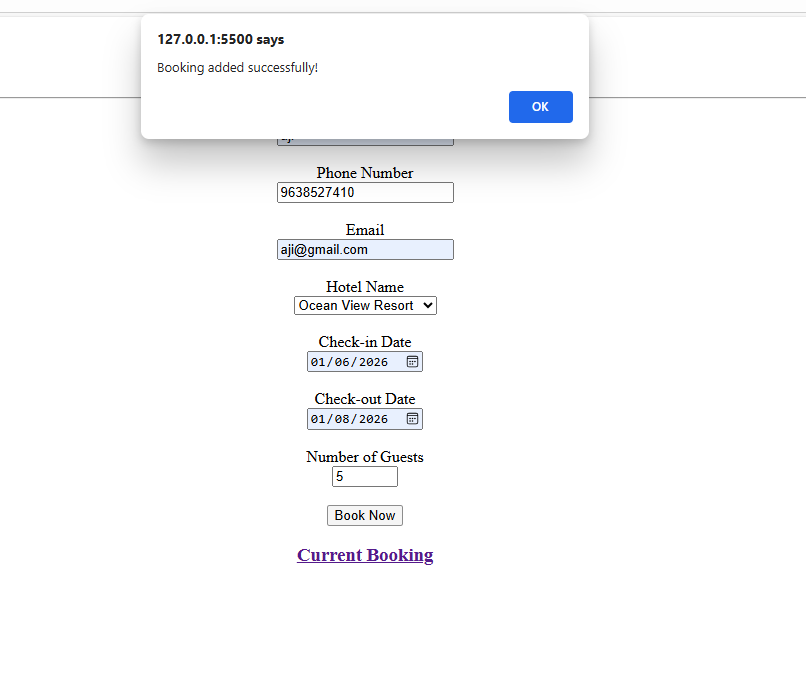 127.0.0.1:5500 says
Booking added successfully!
OK
Phone Number
9638527410
Email
aji@gmail.com
Hotel Name
Ocean View Resort
Check-in Date
01/06/2026
Check-out Date
01/08/2026
Number of Guests
5
Book Now
Current Booking